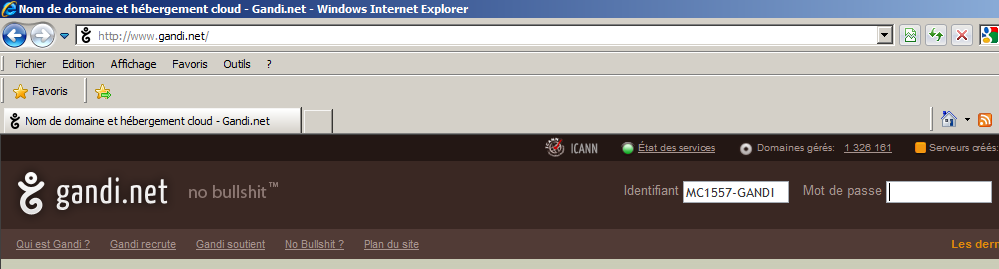 Nom de domaine et hébergement cloud - Gandi.net - Windows Internet Explorer
http://www.gandi.net/
Fichier Edition Affichage Favoris Outils ?
Favoris
Nom de domaine et hébergement cloud - Gandi.net
ICANN État des services Domaines gérés: 1 326 161 Serveurs créés:
gandi.net no bullshit™ Identifiant MC1557-GANDI Mot de passe
Qui est Gandi ? Gandi recrute Gandi soutient No Bullshit ? Plan du site Les dern